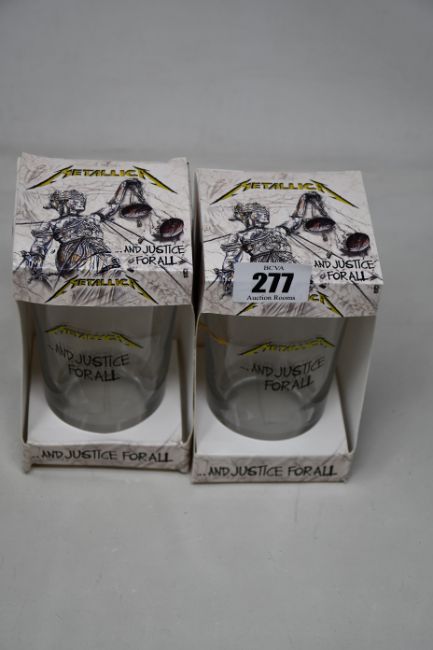 METALLICA
...AND JUSTICE
FOR ALL
METALLICA
...AND JUSTICE
FOR ALL
...AND JUSTICE FOR ALL
METALLICA
...AND JUSTICE
FOR ALL
BCVA
277
Auction Rooms
METALLICA
...AND JUSTICE
FOR ALL
...AND JUSTICE FOR ALL